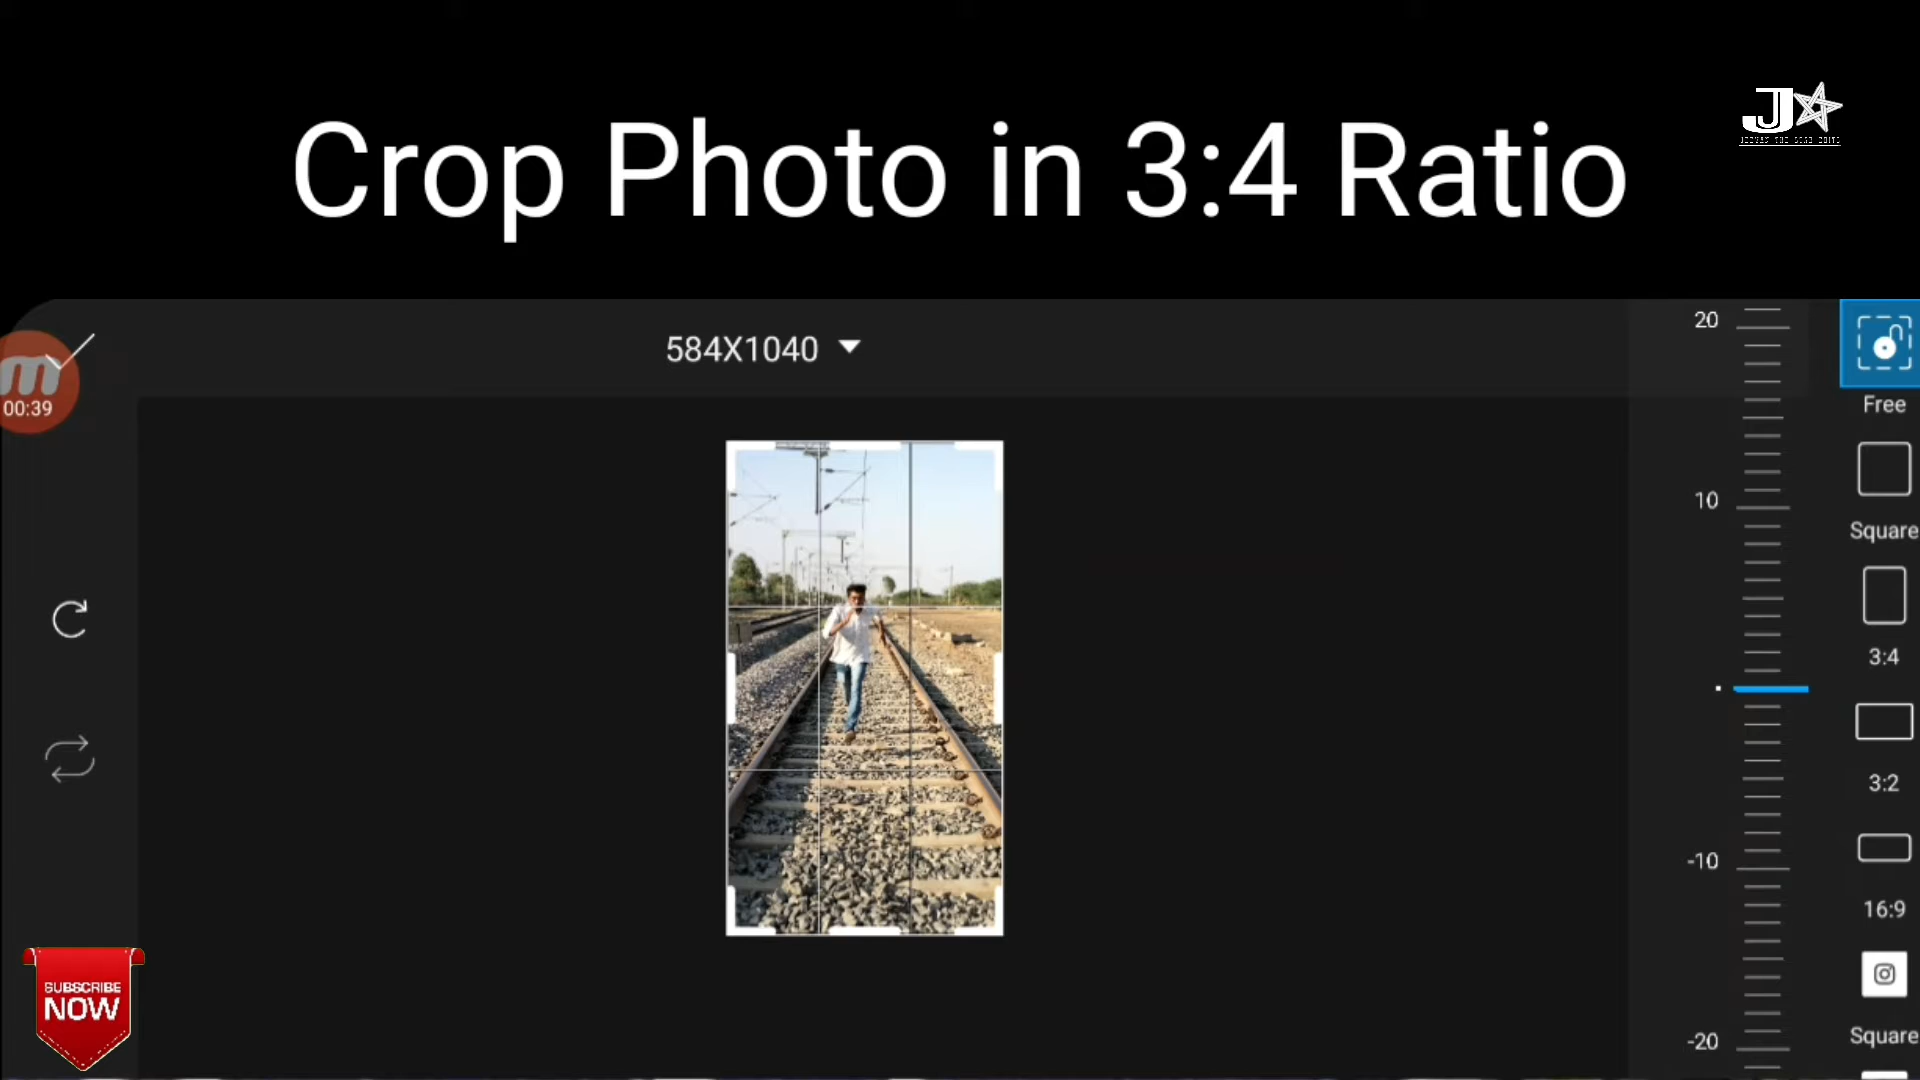 Crop Photo in 3:4 Ratio
J
584X1040
m
00:39
20
10
-10
-20
Free
Square
3:4
3:2
16:9
Square
SUBSCRIBE
NOW